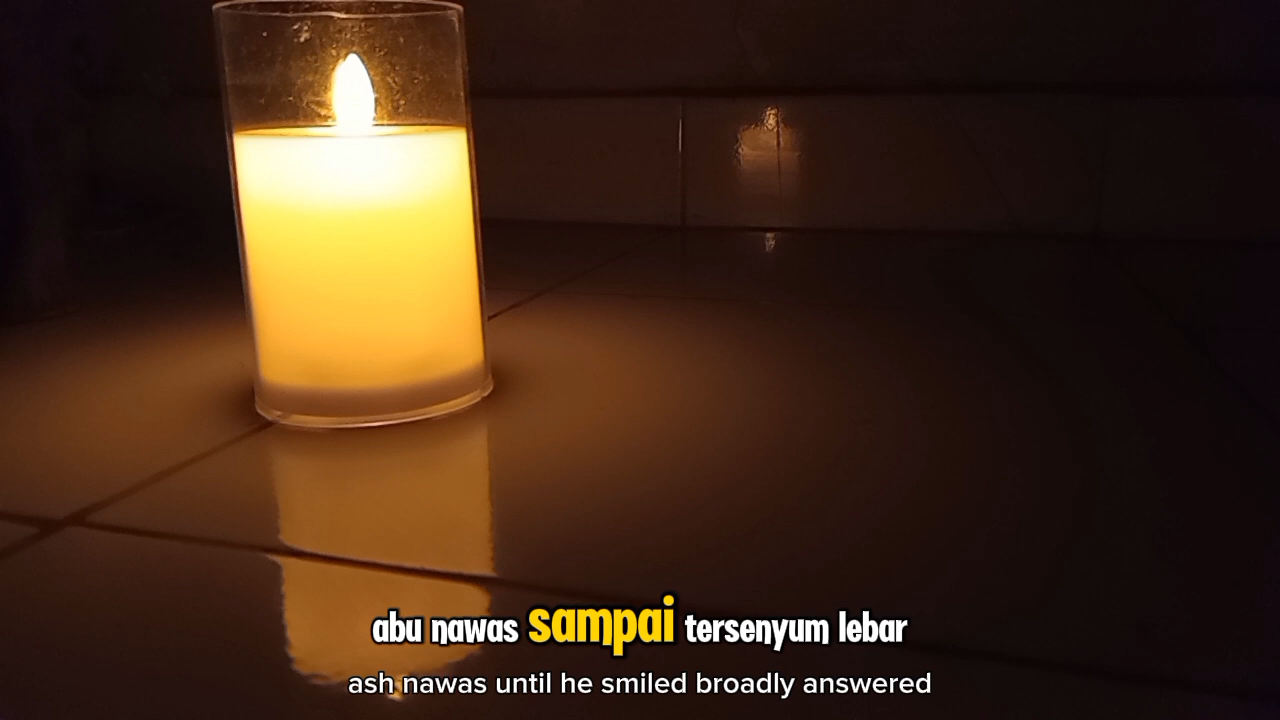 abu nawas sampai tersenyum lebar
ash nawas until he smiled broadly answered